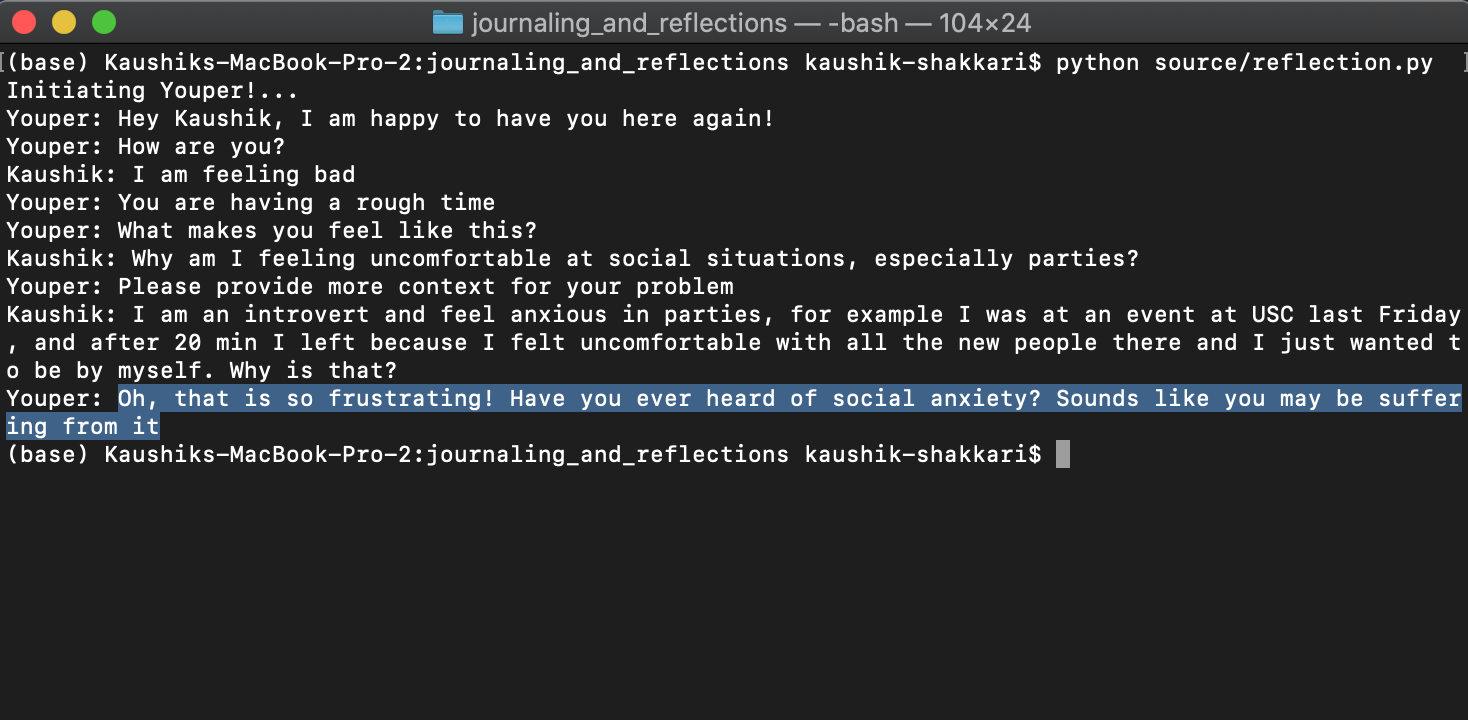 journaling_and_reflections — -bash — 104×24
(base) Kaushiks-MacBook-Pro-2:journaling_and_reflections kaushik-shakkari$ python source/reflection.py
Initiating Youper!...
Youper: Hey Kaushik, I am happy to have you here again!
Youper: How are you?
Kaushik: I am feeling bad
Youper: You are having a rough time
Youper: What makes you feel like this?
Kaushik: Why am I feeling uncomfortable at social situations, especially parties?
Youper: Please provide more context for your problem
Kaushik: I am an introvert and feel anxious in parties, for example I was at an event at USC last Friday
, and after 20 min I left because I felt uncomfortable with all the new people there and I just wanted t
o be by myself. Why is that?
Youper: Oh, that is so frustrating! Have you ever heard of social anxiety? Sounds like you may be suffer
ing from it
(base) Kaushiks-MacBook-Pro-2:journaling_and_reflections kaushik-shakkari$